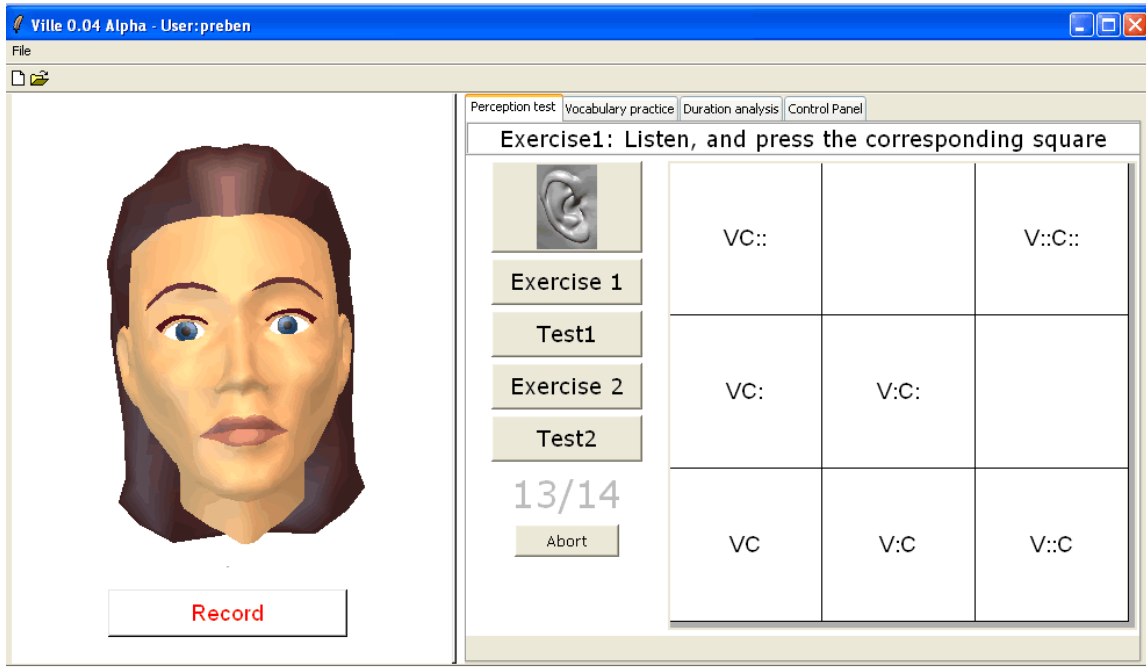 Ville 0.04 Alpha - User:preben
File
Perception test Vocabulary practice Duration analysis Control Panel
Exercise1: Listen, and press the corresponding square
Exercise 1
Test1
Exercise 2
Test2
13/14
Abort
VC:: V::C::
VC: V:C:
VC V:C V::C
Record